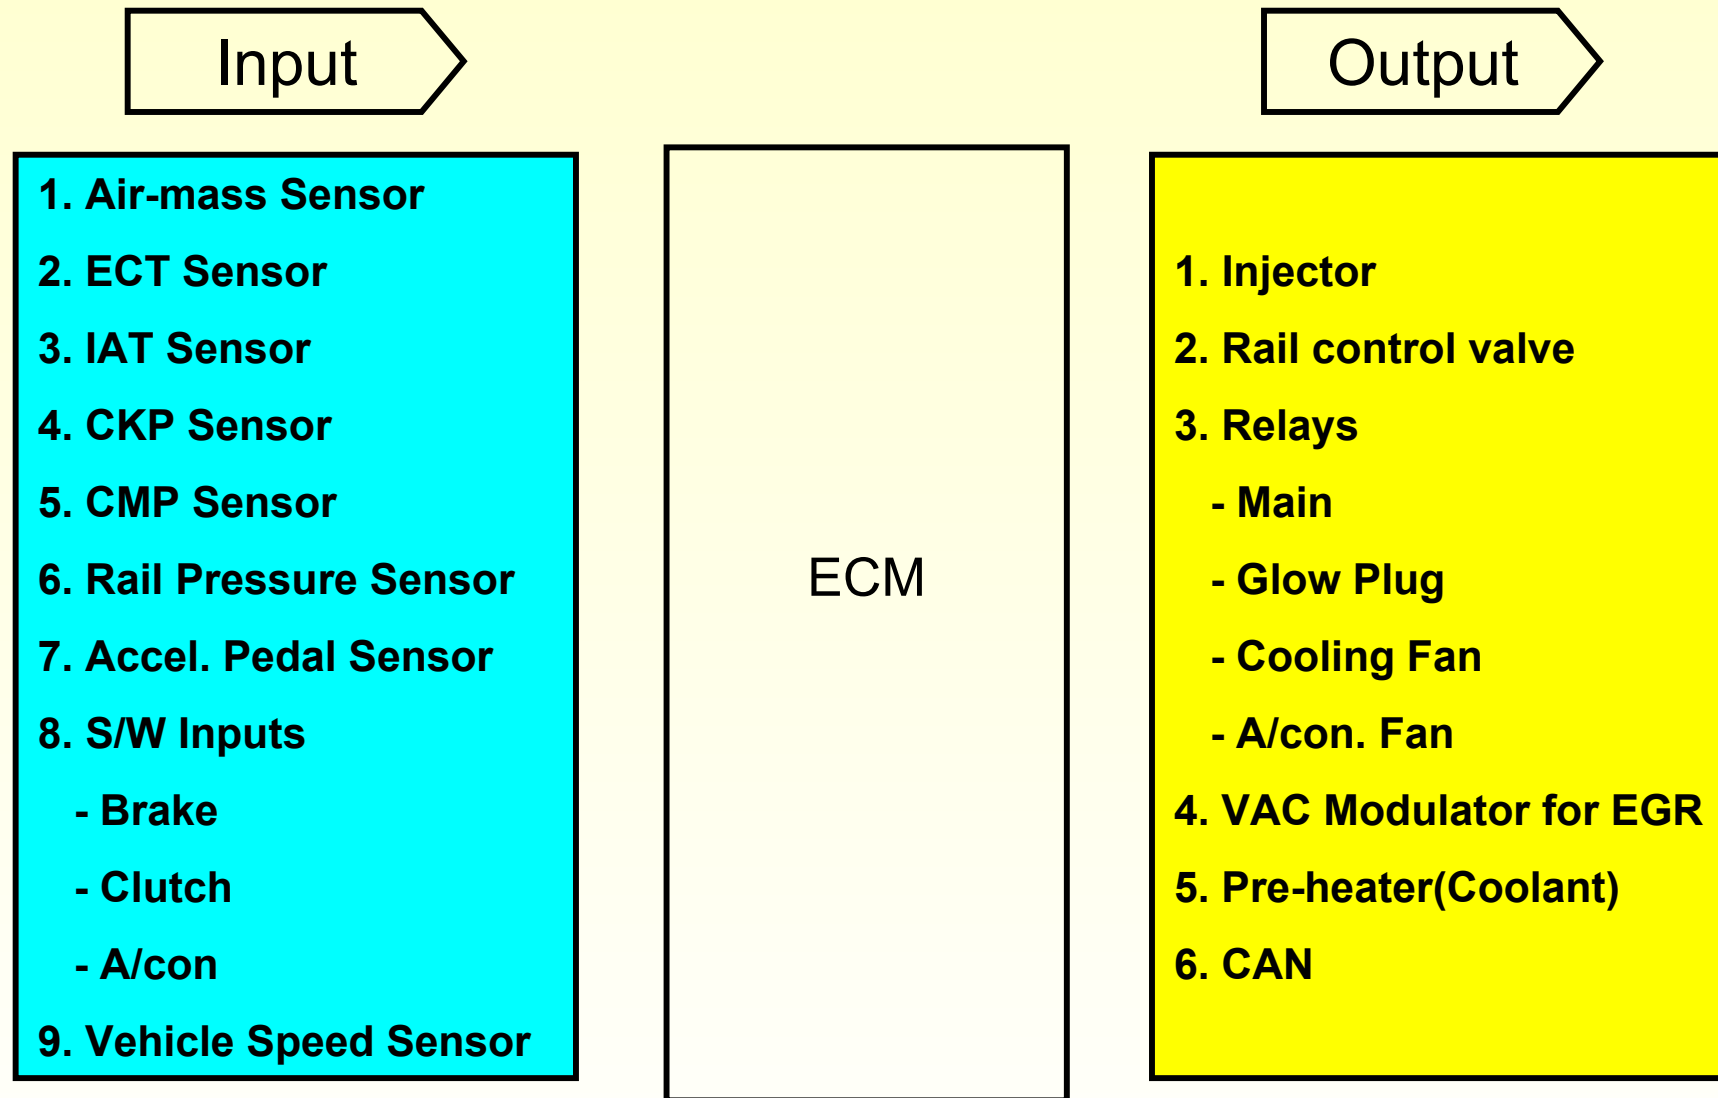 Input
Output
1. Air-mass Sensor
2. ECT Sensor
3. IAT Sensor
4. CKP Sensor
5. CMP Sensor
6. Rail Pressure Sensor
7. Accel. Pedal Sensor
8. S/W Inputs
- Brake
- Clutch
- A/con
9. Vehicle Speed Sensor
ECM
1. Injector
2. Rail control valve
3. Relays
- Main
- Glow Plug
- Cooling Fan
- A/con. Fan
4. VAC Modulator for EGR
5. Pre-heater(Coolant)
6. CAN